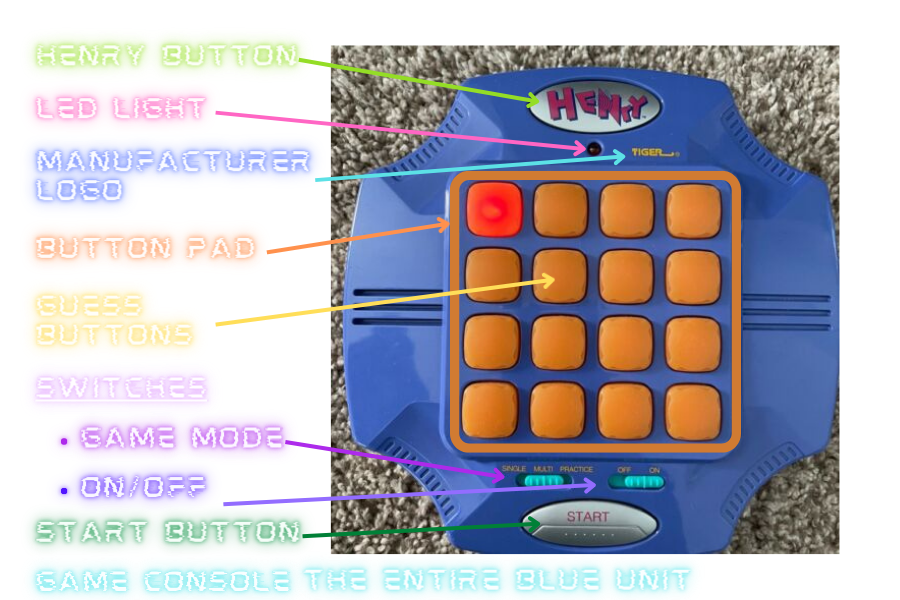 HENRY BUTTON
LED LIGHT
MANUFACTURER
LOGO
BUTTON PAD
GUESS
BUTTONS
SWITCHES
• GAME MODE
• ON/OFF
START BUTTON
GAME CONSOLE THE ENTIRE BLUE UNIT
HENRY
TIGER
SINGLE MULTI PRACTICE
OFF ON
START